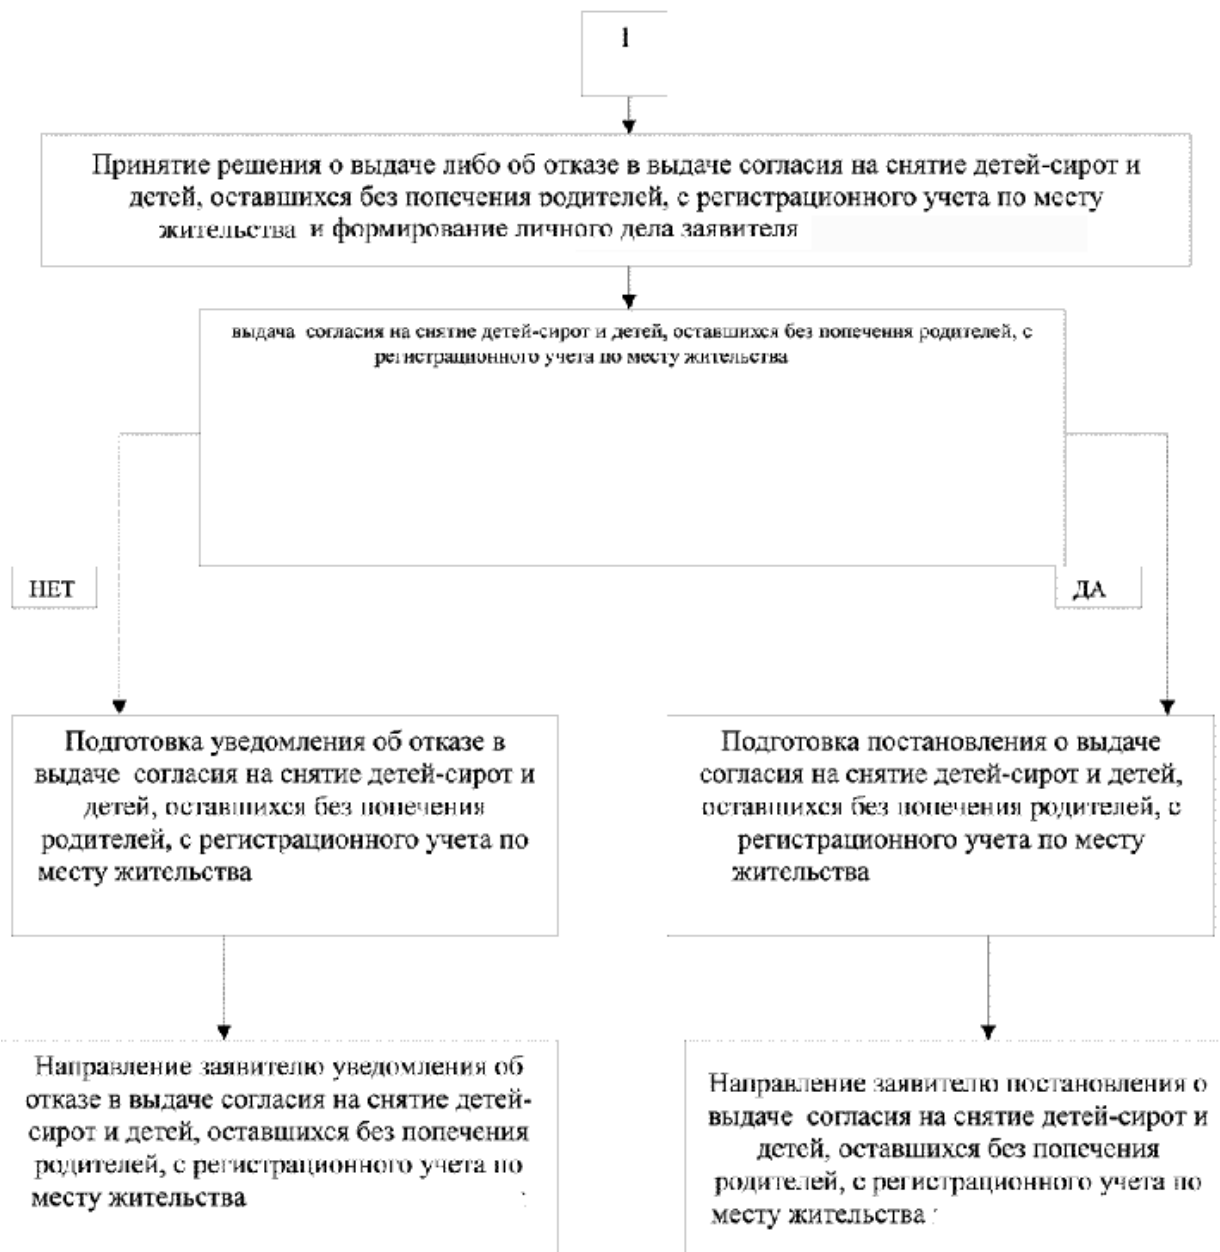 1
Принятие решения о выдаче либо об отказе в выдаче согласия на снятие детей-сирот и
детей, оставшихся без попечения родителей, с регистрационного учета по месту
жительства и формирование личного дела заявителя
выдача согласия на снятие детей-сирот и детей, оставшихся без попечения родителей, с
регистрационного учета по месту жительства
НЕТ
ДА
Подготовка уведомления об отказе в
выдаче согласия на снятие детей-сирот и
детей, оставшихся без попечения
родителей, с регистрационного учета по
месту жительства
Подготовка постановления о выдаче
согласия на снятие детей-сирот и детей,
оставшихся без попечения родителей, с
регистрационного учета по месту
жительства
Направление заявителю уведомления об
отказе в выдаче согласия на снятие детей-
сирот и детей, оставшихся без попечения
родителей, с регистрационного учета по
месту жительства
Направление заявителю постановления о
выдаче согласия на снятие детей-сирот и
детей, оставшихся без попечения
родителей, с регистрационного учета по
месту жительства